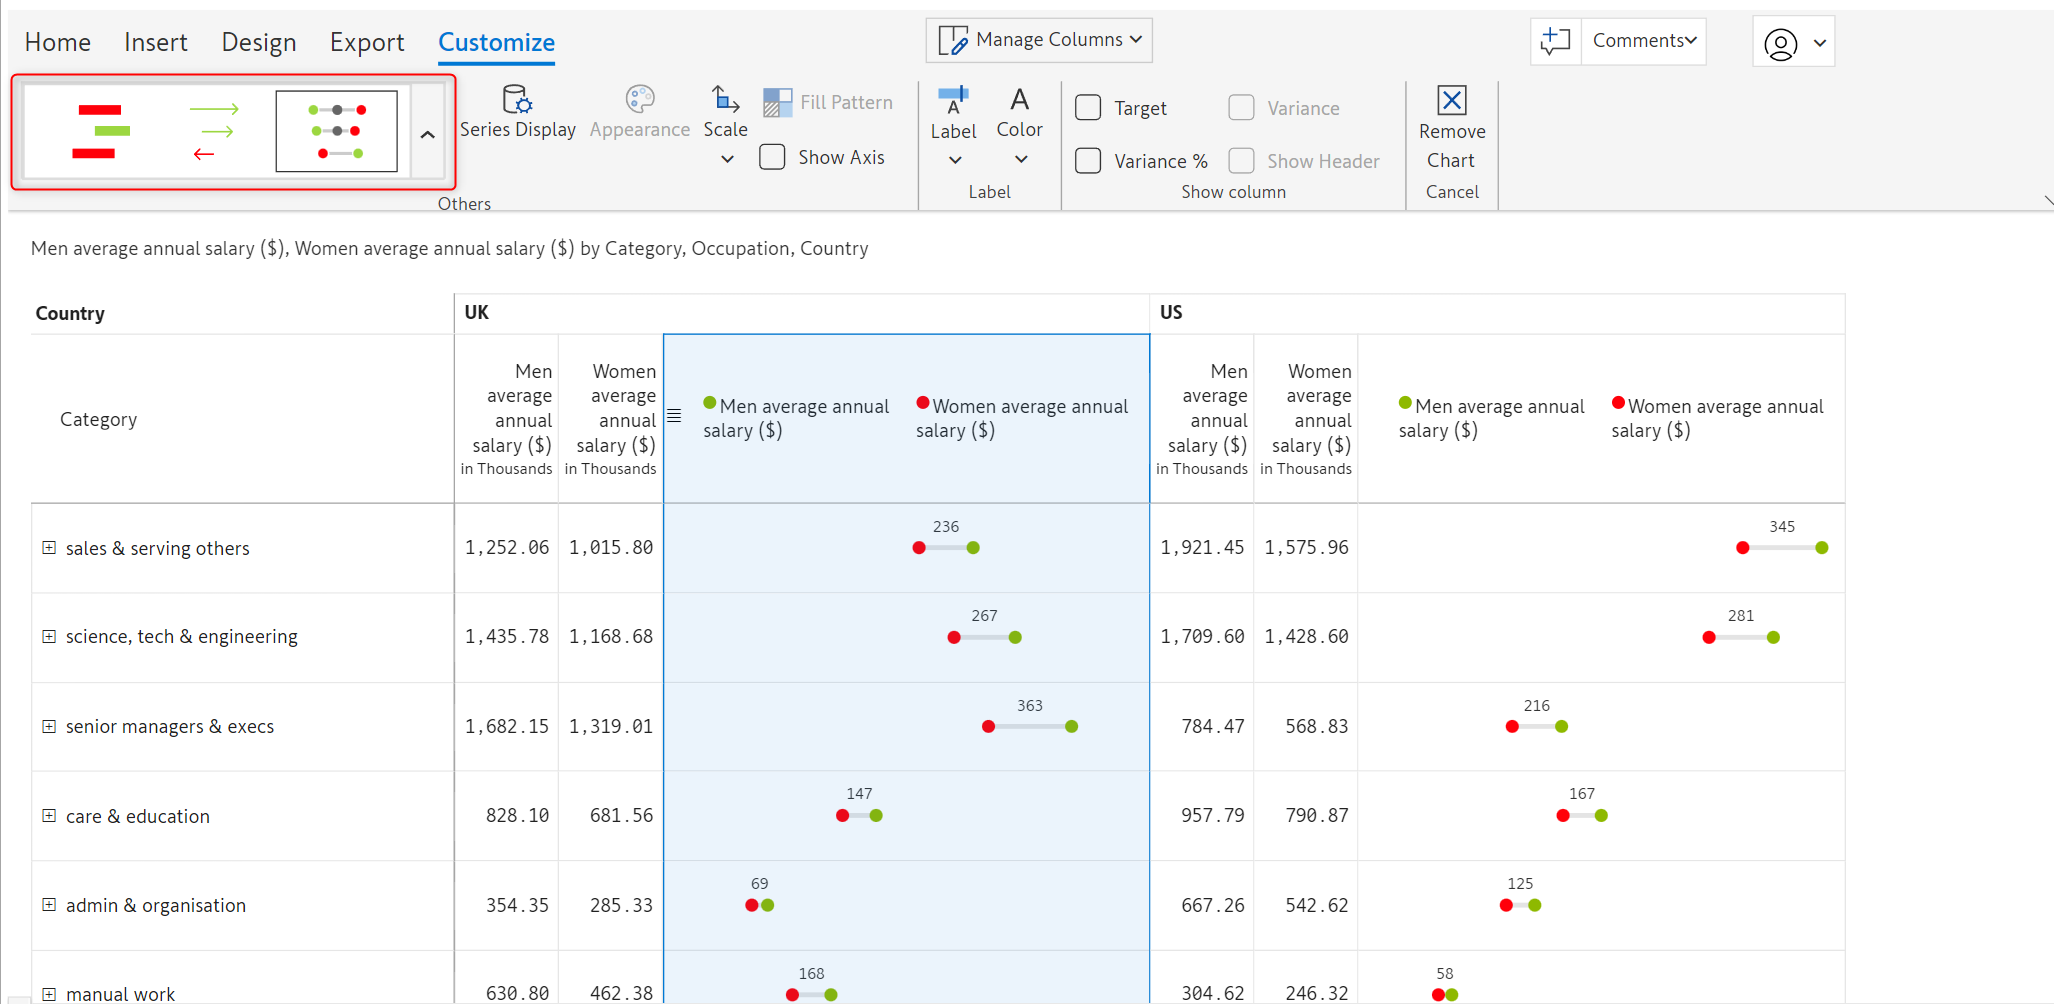 Home Insert Design Export Customize Manage Columns Comments
Series Display Appearance Scale Fill Pattern Show Axis
Others
Label Color
Label
Target Variance
Variance % Show Header
Show column
Remove
Chart
Cancel
Men average annual salary ($), Women average annual salary ($) by Category, Occupation, Country
Country UK US
Category
Men
average
annual
salary ($)
in Thousands
Women
average
annual
salary ($)
in Thousands
Men average annual
salary ($)
Women average annual
salary ($)
Men
average
annual
salary ($)
in Thousands
Women
average
annual
salary ($)
in Thousands
Men average annual
salary ($)
Women average annual
salary ($)
sales & serving others 1,252.06 1,015.80 236 1,921.45 1,575.96 345
science, tech & engineering 1,435.78 1,168.68 267 1,709.60 1,428.60 281
senior managers & execs 1,682.15 1,319.01 363 784.47 568.83 216
care & education 828.10 681.56 147 957.79 790.87 167
admin & organisation 354.35 285.33 69 667.26 542.62 125
manual work 630.80 462.38 168 304.62 246.32 58